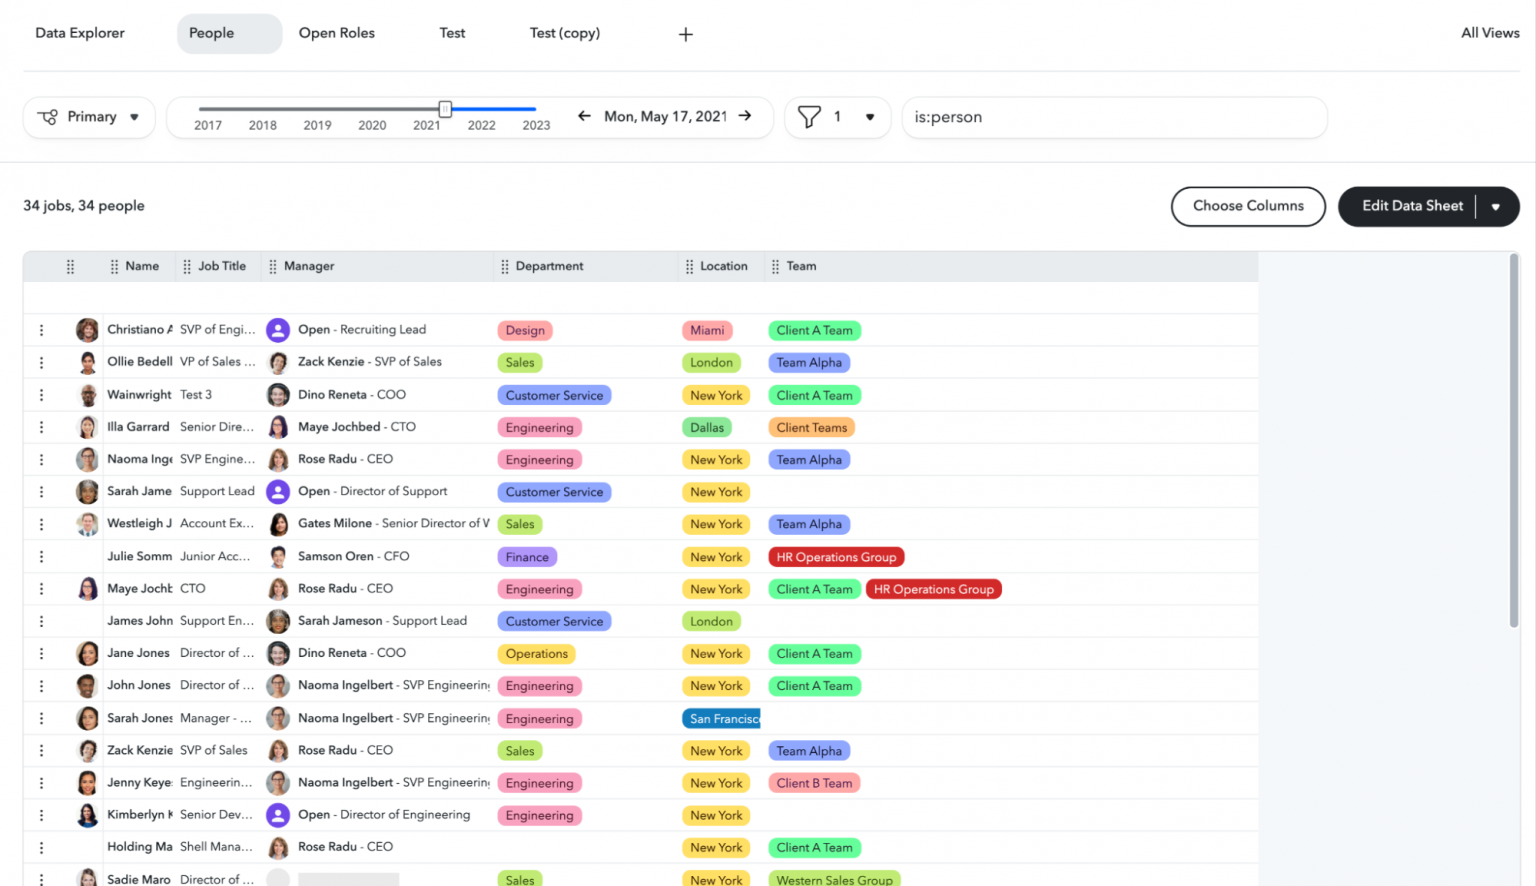 Data Explorer People Open Roles Test Test (copy) + All Views
Primary 2017 2018 2019 2020 2021 2022 2023 ← Mon, May 17, 2021 → 1 is:person
34 jobs, 34 people Choose Columns Edit Data Sheet
Name Job Title Manager Department Location Team
Christiano A SVP of Engi... Open - Recruiting Lead Design Miami Client A Team
Ollie Bedell VP of Sales ... Zack Kenzie - SVP of Sales Sales London Team Alpha
Wainwright Test 3 Dino Reneta - COO Customer Service New York Client A Team
Illa Garrard Senior Dire... Maye Jochbed - CTO Engineering Dallas Client Teams
Naoma Inge SVP Engine... Rose Radu - CEO Engineering New York Team Alpha
Sarah Jame Support Lead Open - Director of Support Customer Service New York
Westleigh J Account Ex... Gates Milone - Senior Director of W Sales New York Team Alpha
Julie Somm Junior Acc... Samson Oren - CFO Finance New York HR Operations Group
Maye Jochb CTO Rose Radu - CEO Engineering New York Client A Team HR Operations Group
James John Support En... Sarah Jameson - Support Lead Customer Service London
Jane Jones Director of ... Dino Reneta - COO Operations New York Client A Team
John Jones Director of ... Naoma Ingelbert - SVP Engineering Engineering New York Client A Team
Sarah Jones Manager - ... Naoma Ingelbert - SVP Engineering Engineering San Francisco
Zack Kenzie SVP of Sales Rose Radu - CEO Sales New York Team Alpha
Jenny Keye Engineerin... Naoma Ingelbert - SVP Engineering Engineering New York Client B Team
Kimberlyn K Senior Dev... Open - Director of Engineering Engineering New York
Holding Ma Shell Mana... Rose Radu - CEO New York Client A Team
Sadie Maro Director of ... Sales New York Western Sales Group